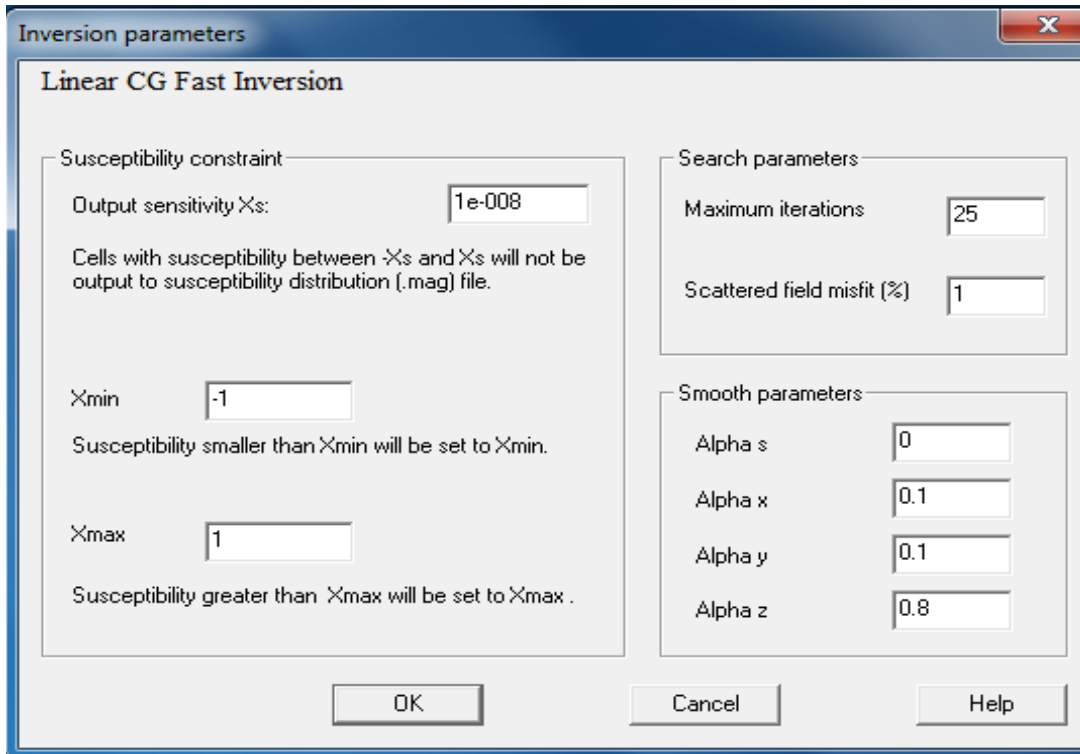 Inversion parameters
X
Linear CG Fast Inversion
Susceptibility constraint
Output sensitivity Xs:
1e-008
Cells with susceptibility between -Xs and Xs will not be
output to susceptibility distribution (.mag) file.
Xmin
-1
Susceptibility smaller than Xmin will be set to Xmin.
Xmax
1
Susceptibility greater than Xmax will be set to Xmax .
Search parameters
Maximum iterations
25
Scattered field misfit (%)
1
Smooth parameters
Alpha s
0
Alpha x
0.1
Alpha y
0.1
Alpha z
0.8
OK
Cancel
Help